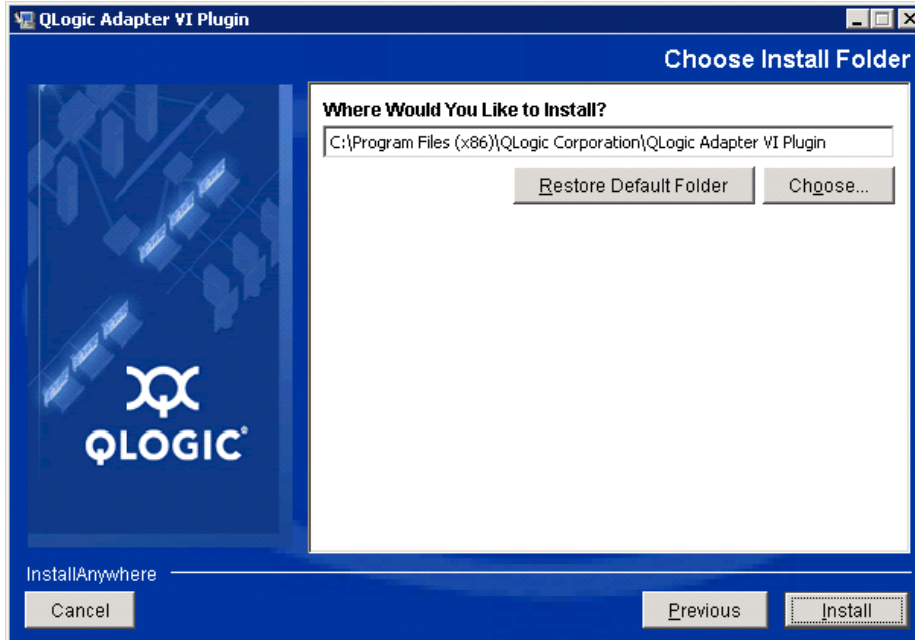 QLogic Adapter VI Plugin
Choose Install Folder
Where Would You Like to Install?
C:\Program Files (x86)\QLogic Corporation\QLogic Adapter VI Plugin
Restore Default Folder
Choose...
QLOGIC®
InstallAnywhere
Cancel
Previous
Install